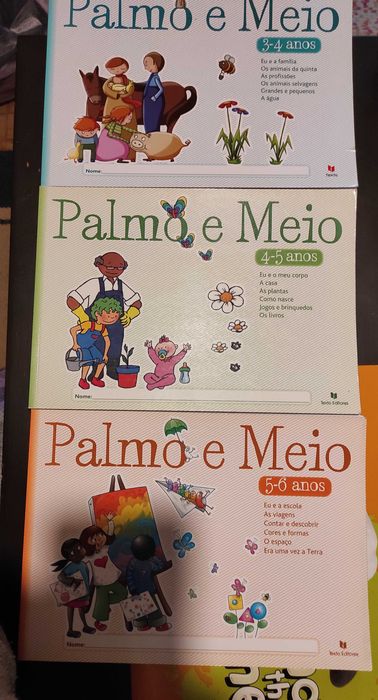 Palmo e Meio
3-4 anos
Eu e a família
Os animais da quinta
As profissões
Os animais selvagens
Grandes e pequenos
A água
Nome:
Texto
Palmo e Meio
4-5 anos
Eu e o meu corpo
A casa
As plantas
Como nasce
Jogos e brinquedos
Os livros
Nome:
Texto Editores
Palmo e Meio
5-6 anos
Eu e a escola
As viagens
Contar e descobrir
Cores e formas
O espaço
Era uma vez a Terra
Nome:
Texto Editores